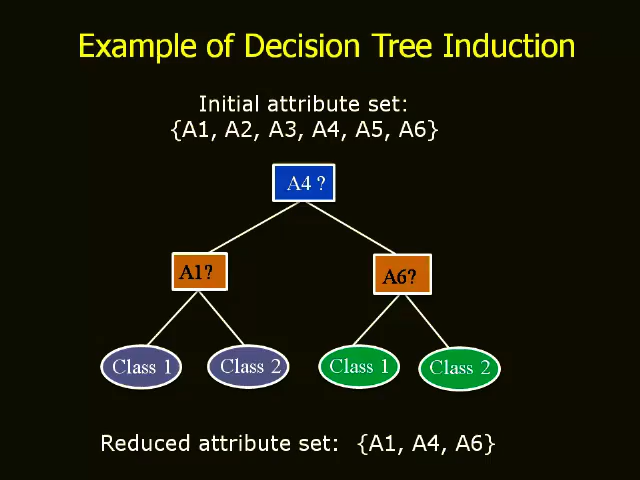 Example of Decision Tree Induction
Initial attribute set:
{A1, A2, A3, A4, A5, A6}
A4 ?
A1?
A6?
Class 1
Class 2
Class 1
Class 2
Reduced attribute set: {A1, A4, A6}